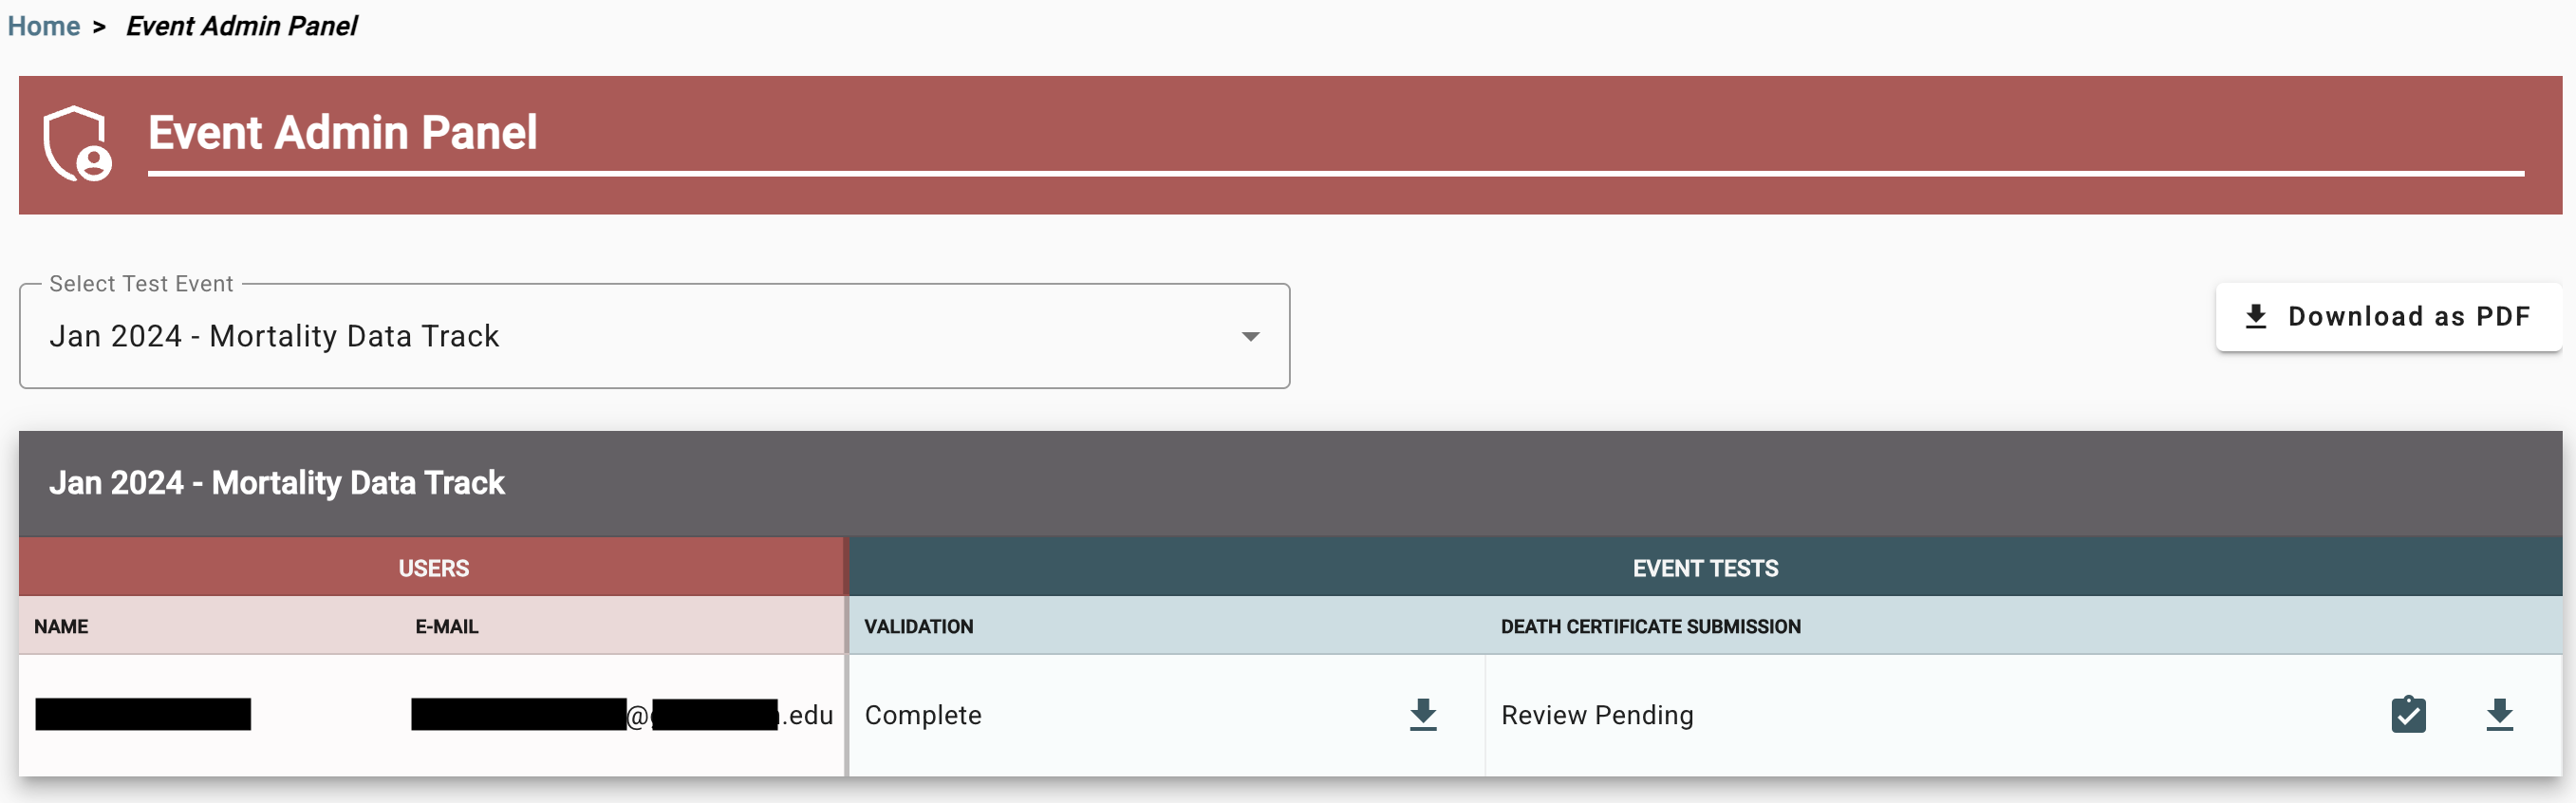 Home > Event Admin Panel
Event Admin Panel
Select Test Event
Jan 2024 - Mortality Data Track
Download as PDF
Jan 2024 - Mortality Data Track
USERS EVENT TESTS
NAME E-MAIL VALIDATION DEATH CERTIFICATE SUBMISSION
@ .edu Complete Review Pending